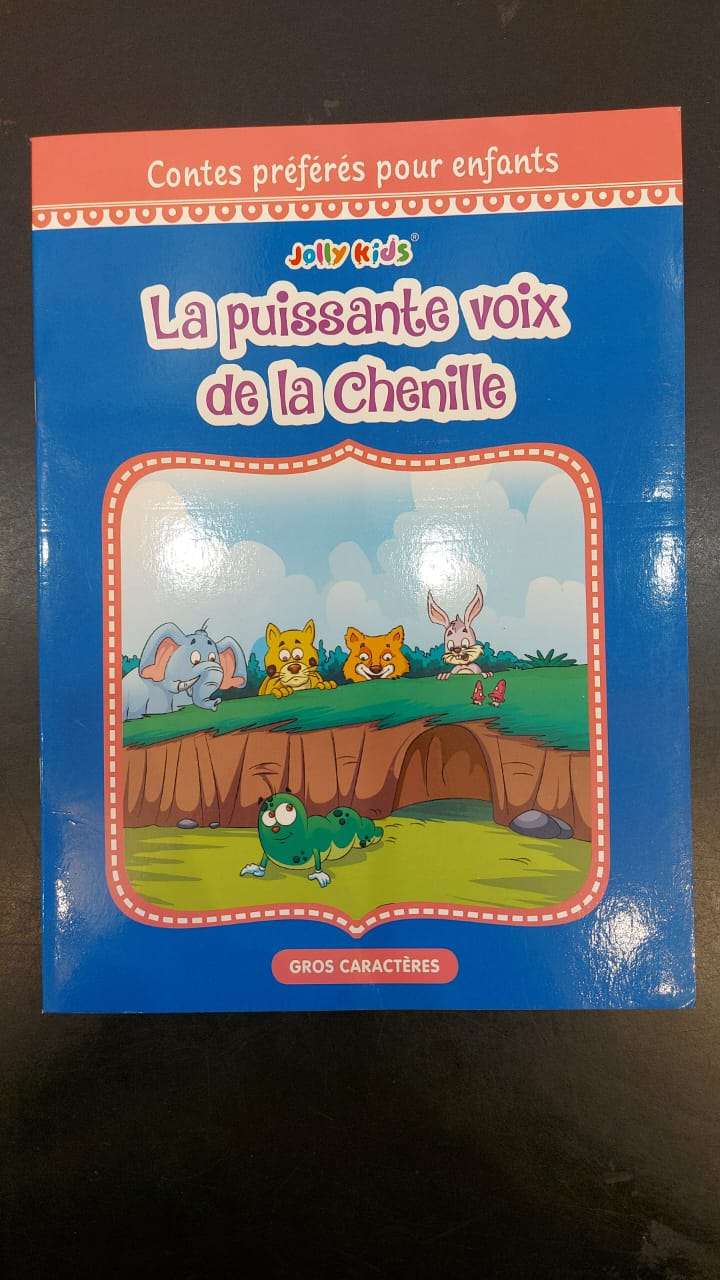 Contes préférés pour enfants
Jolly Kids®
La puissante voix
de la Chenille
GROS CARACTÈRES